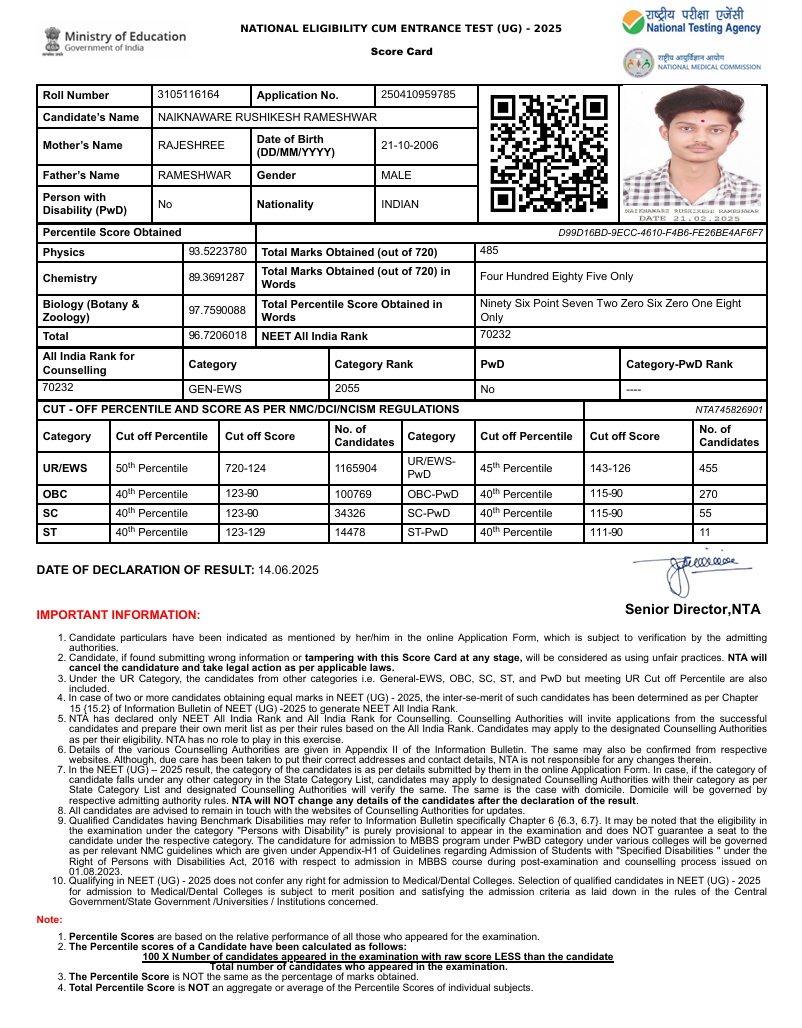 Ministry of Education
Government of India
NATIONAL ELIGIBILITY CUM ENTRANCE TEST (UG) - 2025
Score Card
राष्ट्रीय परीक्षा एजेंसी
National Testing Agency
राष्ट्रीय आयुर्विज्ञान आयोग
NATIONAL MEDICAL COMMISSION
Roll Number 3105116164 Application No. 250410959785
Candidate's Name NAIKNAWARE RUSHIKESH RAMESHWAR
Mother's Name RAJESHREE Date of Birth (DD/MM/YYYY) 21-10-2006
Father's Name RAMESHWAR Gender MALE
Person with Disability (PwD) No Nationality INDIAN
NAIKNAWARE RUSHIKESH RAMESHWAR
DATE 21.02.2025
Percentile Score Obtained D99D16BD-9ECC-4610-F4B6-FE26BE4AF6F7
Physics 93.5223780 Total Marks Obtained (out of 720) 485
Chemistry 89.3691287 Total Marks Obtained (out of 720) in Words Four Hundred Eighty Five Only
Biology (Botany & Zoology) 97.7590088 Total Percentile Score Obtained in Words Ninety Six Point Seven Two Zero Six Zero One Eight Only
Total 96.7206018 NEET All India Rank 70232
All India Rank for Counselling Category Category Rank PwD Category-PwD Rank
70232 GEN-EWS 2055 No ----
CUT - OFF PERCENTILE AND SCORE AS PER NMC/DCI/NCISM REGULATIONS NTA745826901
Category Cut off Percentile Cut off Score No. of Candidates Category Cut off Percentile Cut off Score No. of Candidates
UR/EWS 50th Percentile 720-124 1165904 UR/EWS-PwD 45th Percentile 143-126 455
OBC 40th Percentile 123-90 100769 OBC-PwD 40th Percentile 115-90 270
SC 40th Percentile 123-90 34326 SC-PwD 40th Percentile 115-90 55
ST 40th Percentile 123-129 14478 ST-PwD 40th Percentile 111-90 11
DATE OF DECLARATION OF RESULT: 14.06.2025
Senior Director,NTA
IMPORTANT INFORMATION:
1. Candidate particulars have been indicated as mentioned by her/him in the online Application Form, which is subject to verification by the admitting
authorities.
2. Candidate, if found submitting wrong information or tampering with this Score Card at any stage, will be considered as using unfair practices. NTA will
cancel the candidature and take legal action as per applicable laws.
3. Under the UR Category, the candidates from other categories i.e. General-EWS, OBC, SC, ST, and PwD but meeting UR Cut off Percentile are also
included.
4. In case of two or more candidates obtaining equal marks in NEET (UG) - 2025, the inter-se-merit of such candidates has been determined as per Chapter
15 {15.2} of Information Bulletin of NEET (UG) -2025 to generate NEET All India Rank.
5. NTA has declared only NEET All India Rank and All India Rank for Counselling. Counselling Authorities will invite applications from the successful
candidates and prepare their own merit list as per their rules based on the All India Rank. Candidates may apply to the designated Counselling Authorities
as per their eligibility. NTA has no role to play in this exercise.
6. Details of the various Counselling Authorities are given in Appendix II of the Information Bulletin. The same may also be confirmed from respective
websites. Although, due care has been taken to put their correct addresses and contact details, NTA is not responsible for any changes therein.
7. In the NEET (UG) – 2025 result, the category of the candidates is as per details submitted by them in the online Application Form. In case, if the category of
candidate falls under any other category in the State Category List, candidates may apply to designated Counselling Authorities with their category as per
State Category List and designated Counselling Authorities will verify the same. The same is the case with domicile. Domicile will be governed by
respective admitting authority rules. NTA will NOT change any details of the candidates after the declaration of the result.
8. All candidates are advised to remain in touch with the websites of Counselling Authorities for updates.
9. Qualified Candidates having Benchmark Disabilities may refer to Information Bulletin specifically Chapter 6 {6.3, 6.7}. It may be noted that the eligibility in
the examination under the category "Persons with Disability" is purely provisional to appear in the examination and does NOT guarantee a seat to the
candidate under the respective category. The candidature for admission to MBBS program under PwBD category under various colleges will be governed
as per relevant NMC guidelines which are given under Appendix-H1 of Guidelines regarding Admission of Students with "Specified Disabilities " under the
Right of Persons with Disabilities Act, 2016 with respect to admission in MBBS course during post-examination and counselling process issued on
01.08.2023.
10. Qualifying in NEET (UG) - 2025 does not confer any right for admission to Medical/Dental Colleges. Selection of qualified candidates in NEET (UG) - 2025
for admission to Medical/Dental Colleges is subject to merit position and satisfying the admission criteria as laid down in the rules of the Central
Government/State Government /Universities / Institutions concerned.
Note:
1. Percentile Scores are based on the relative performance of all those who appeared for the examination.
2. The Percentile scores of a Candidate have been calculated as follows:
100 X Number of candidates appeared in the examination with raw score LESS than the candidate
Total number of candidates who appeared in the examination.
3. The Percentile Score is NOT the same as the percentage of marks obtained.
4. Total Percentile Score is NOT an aggregate or average of the Percentile Scores of individual subjects.